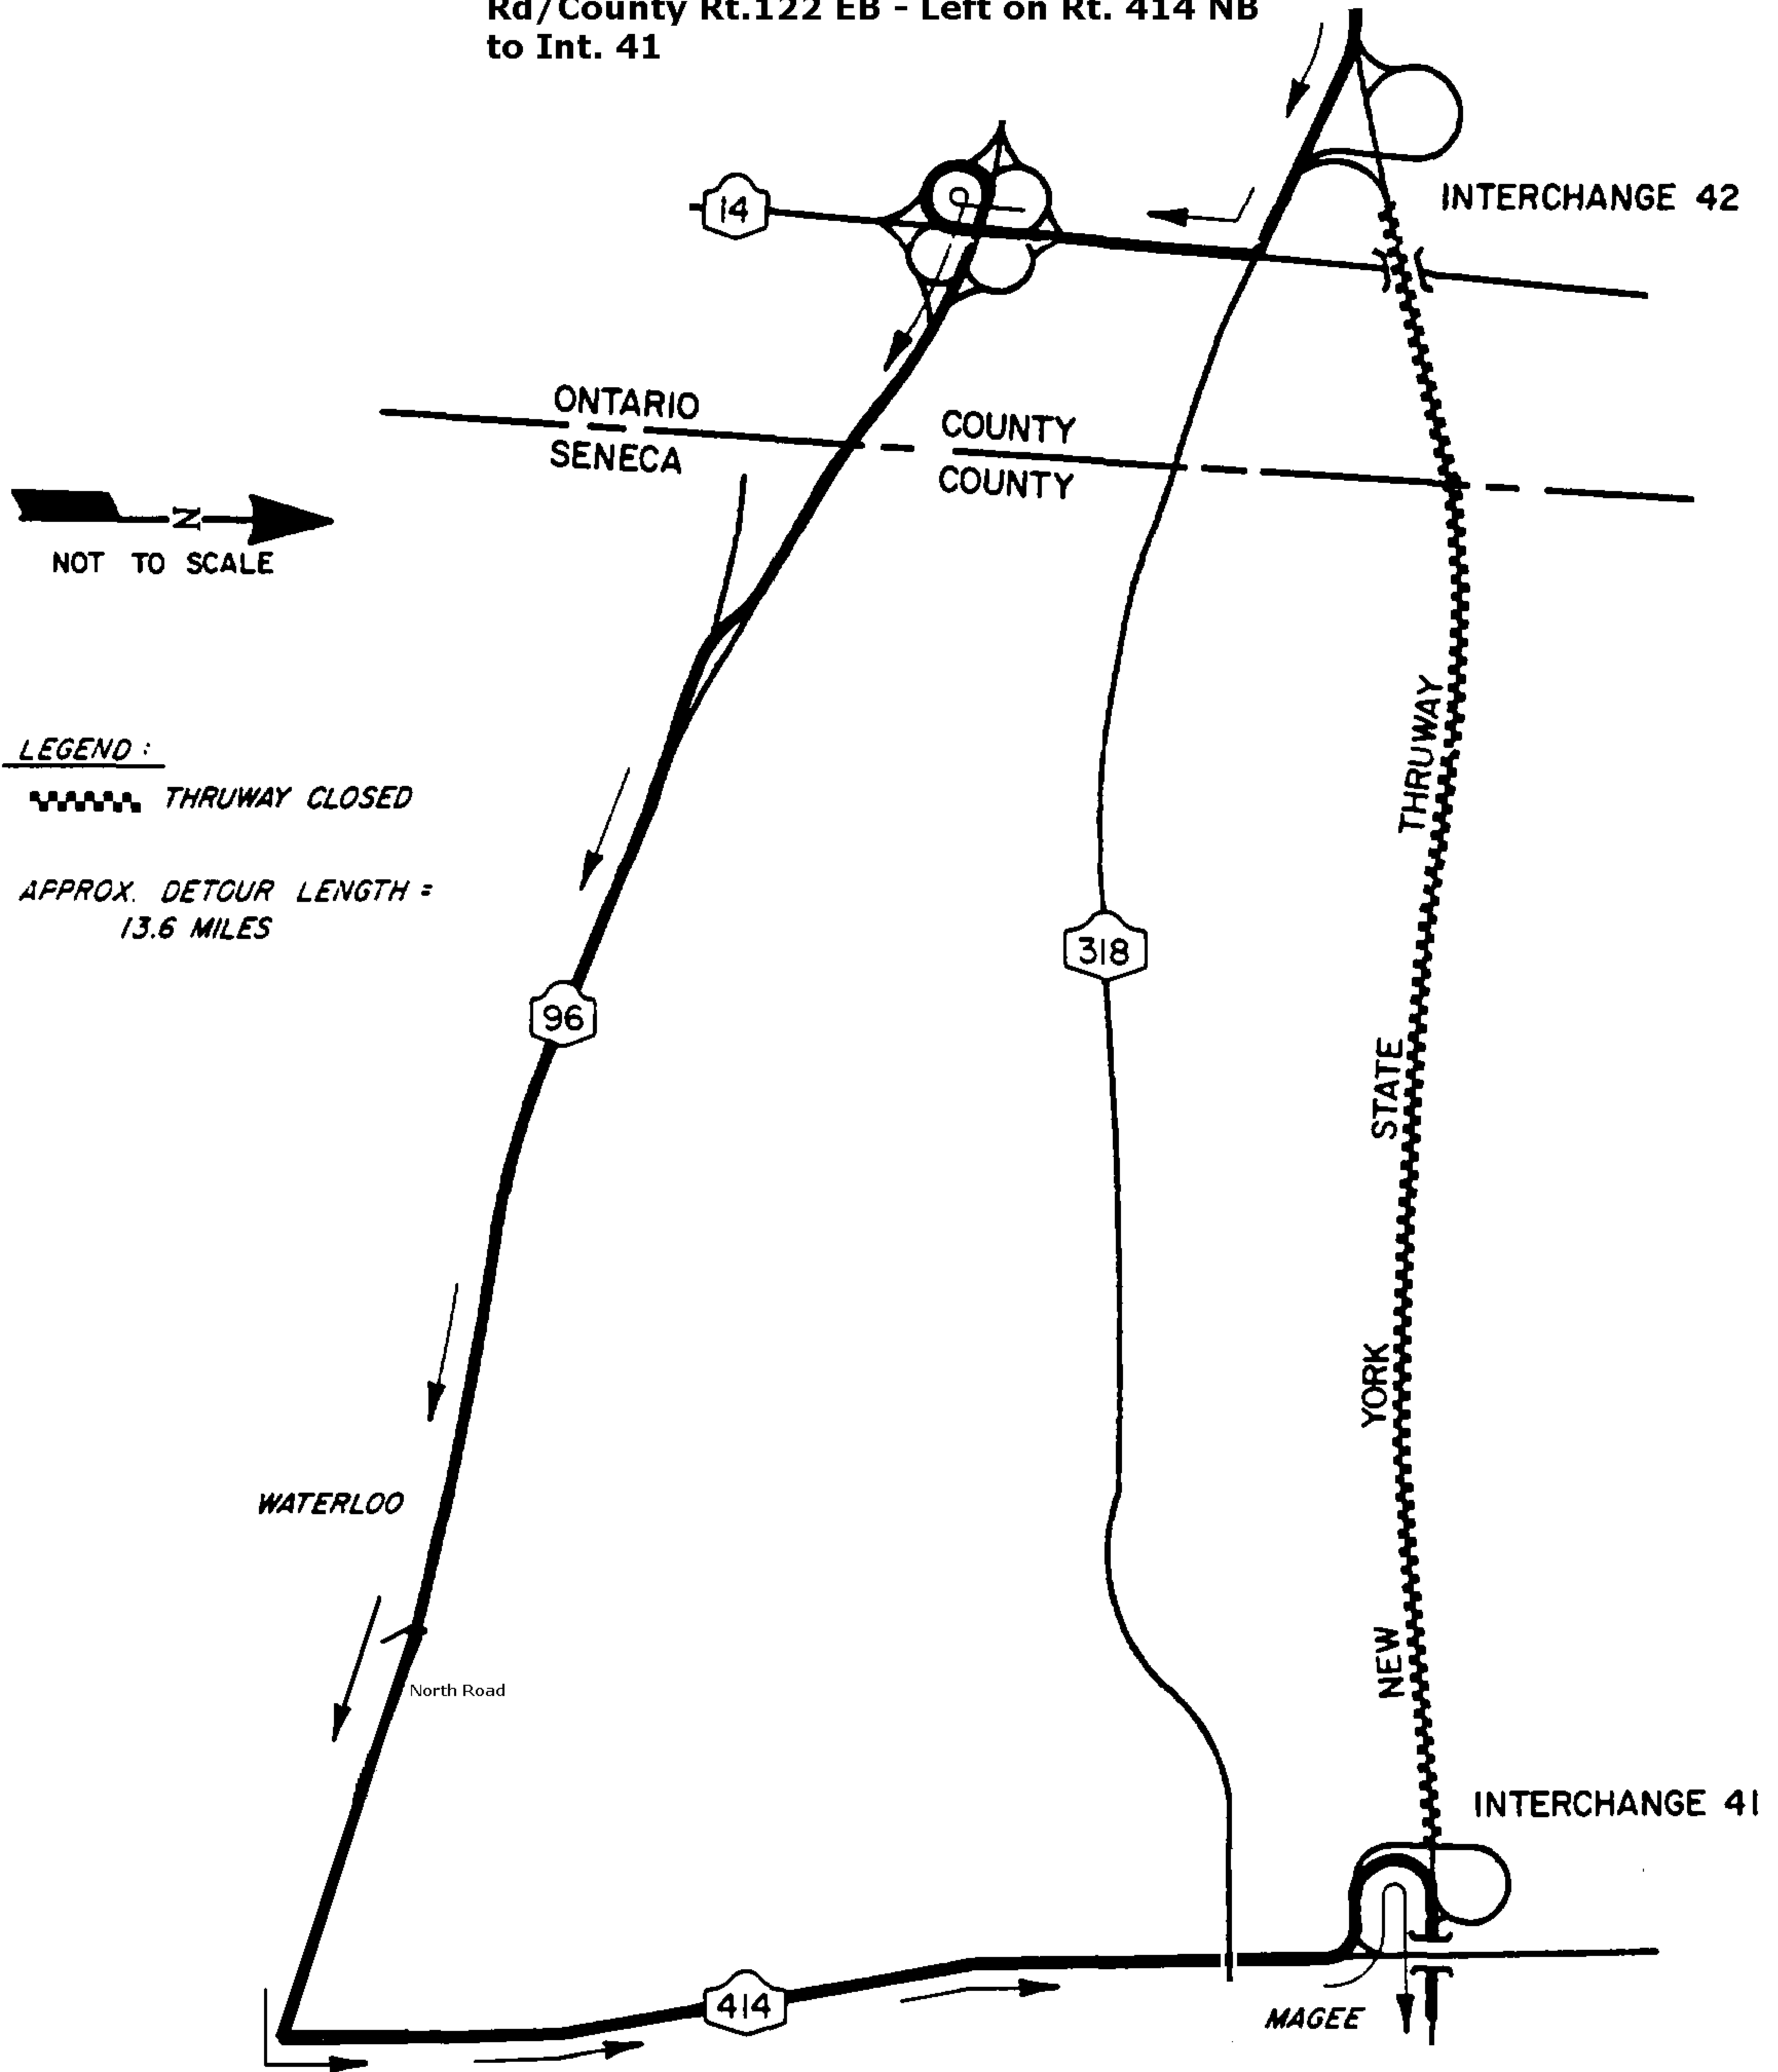 Rd/County Rt.122 EB - Left on Rt. 414 NB
to Int. 41
INTERCHANGE 42
14
ONTARIO
SENECA
COUNTY
COUNTY
N
NOT TO SCALE
LEGEND :
THRUWAY CLOSED
APPROX. DETOUR LENGTH =
13.6 MILES
318
96
NEW YORK STATE THRUWAY
WATERLOO
North Road
INTERCHANGE 41
414
MAGEE